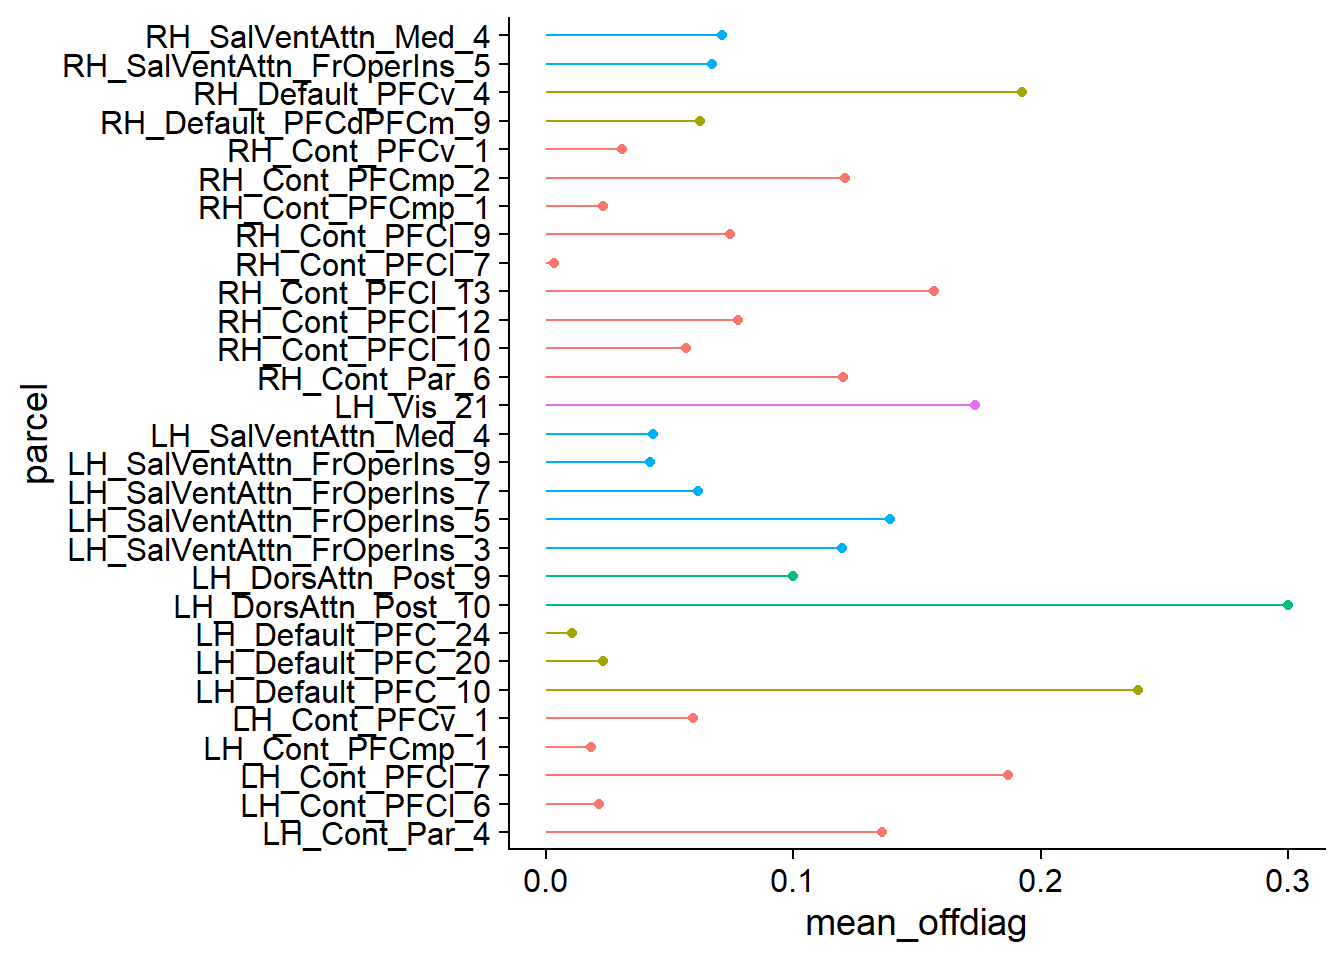 RH_SalVentAttn_Med_4
RH_SalVentAttn_FrOperIns_5
RH_Default_PFCv_4
RH_Default_PFCdPFCm_9
RH_Cont_PFCv_1
RH_Cont_PFCmp_2
RH_Cont_PFCmp_1
RH_Cont_PFCl_9
RH_Cont_PFCl_7
RH_Cont_PFCl_13
RH_Cont_PFCl_12
RH_Cont_PFCl_10
RH_Cont_Par_6
LH_Vis_21
LH_SalVentAttn_Med_4
LH_SalVentAttn_FrOperIns_9
LH_SalVentAttn_FrOperIns_7
LH_SalVentAttn_FrOperIns_5
LH_SalVentAttn_FrOperIns_3
LH_DorsAttn_Post_9
LH_DorsAttn_Post_10
LH_Default_PFC_24
LH_Default_PFC_20
LH_Default_PFC_10
LH_Cont_PFCv_1
LH_Cont_PFCmp_1
LH_Cont_PFCl_7
LH_Cont_PFCl_6
LH_Cont_Par_4
parcel
0.0 0.1 0.2 0.3
mean_offdiag